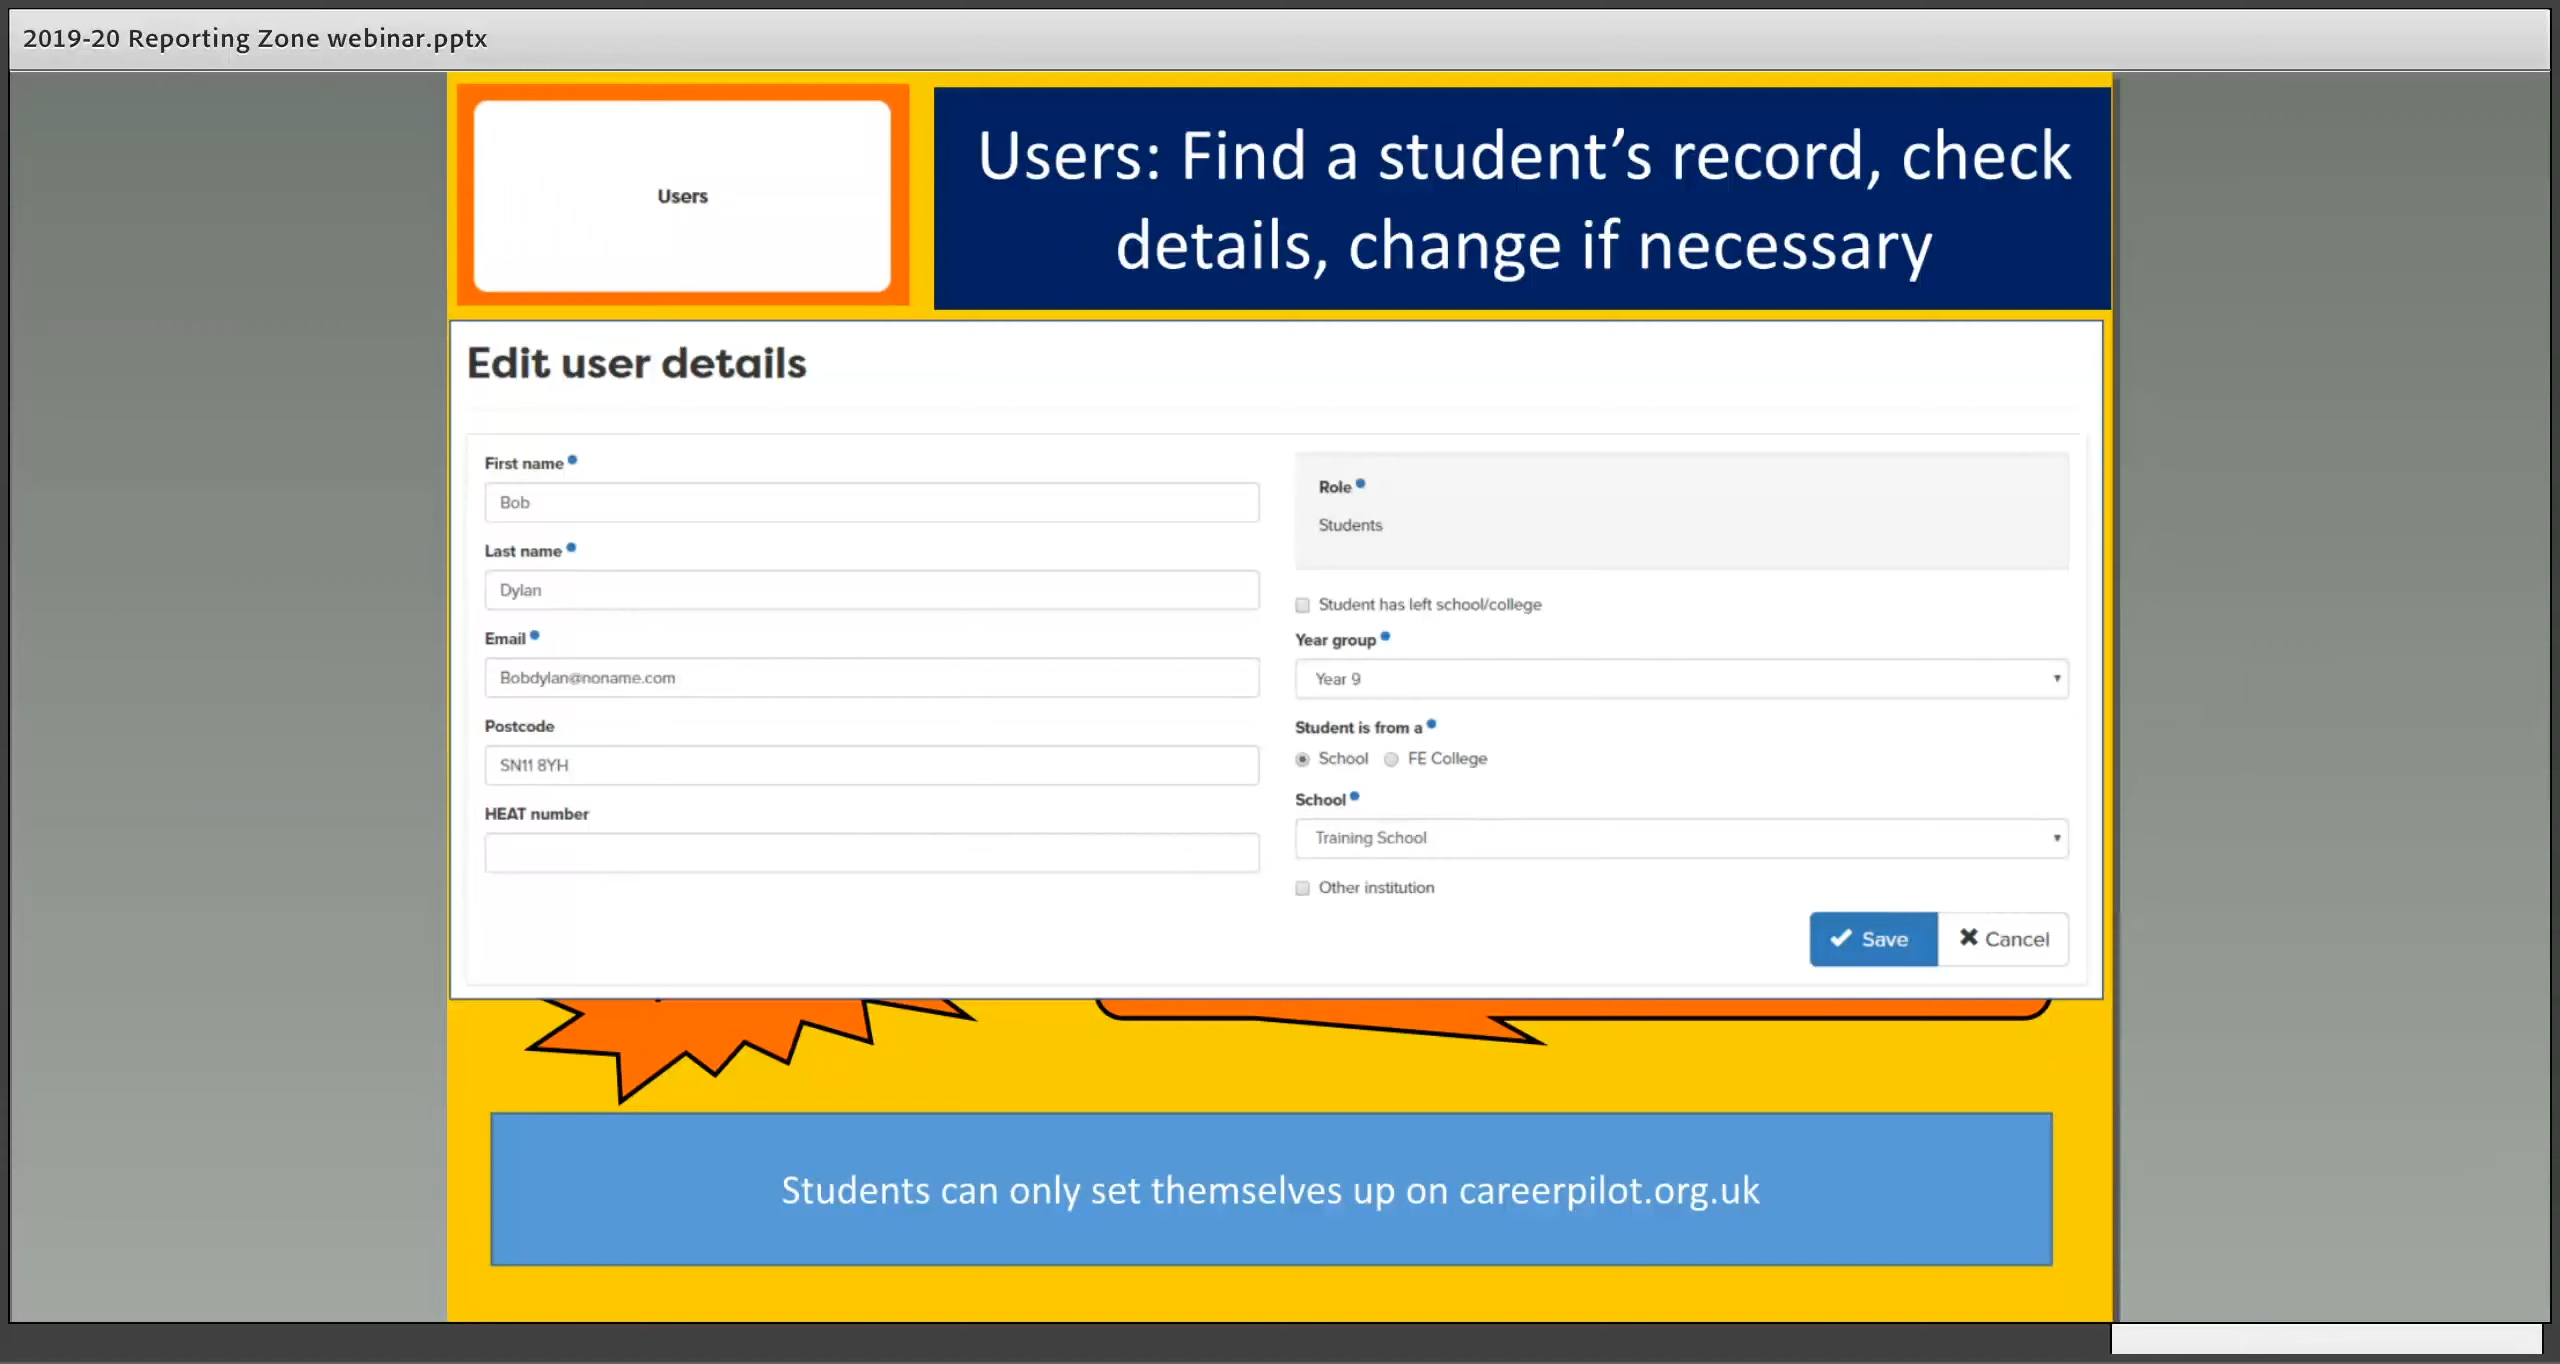 2019-20 Reporting Zone webinar.pptx
Users
Users: Find a student’s record, check
details, change if necessary
Edit user details
First name
Bob
Last name
Dylan
Email
Bobdylan@noname.com
Postcode
SN11 8YH
HEAT number
Role
Students
Student has left school/college
Year group
Year 9
Student is from a
School FE College
School
Training School
Other institution
Save Cancel
Students can only set themselves up on careerpilot.org.uk